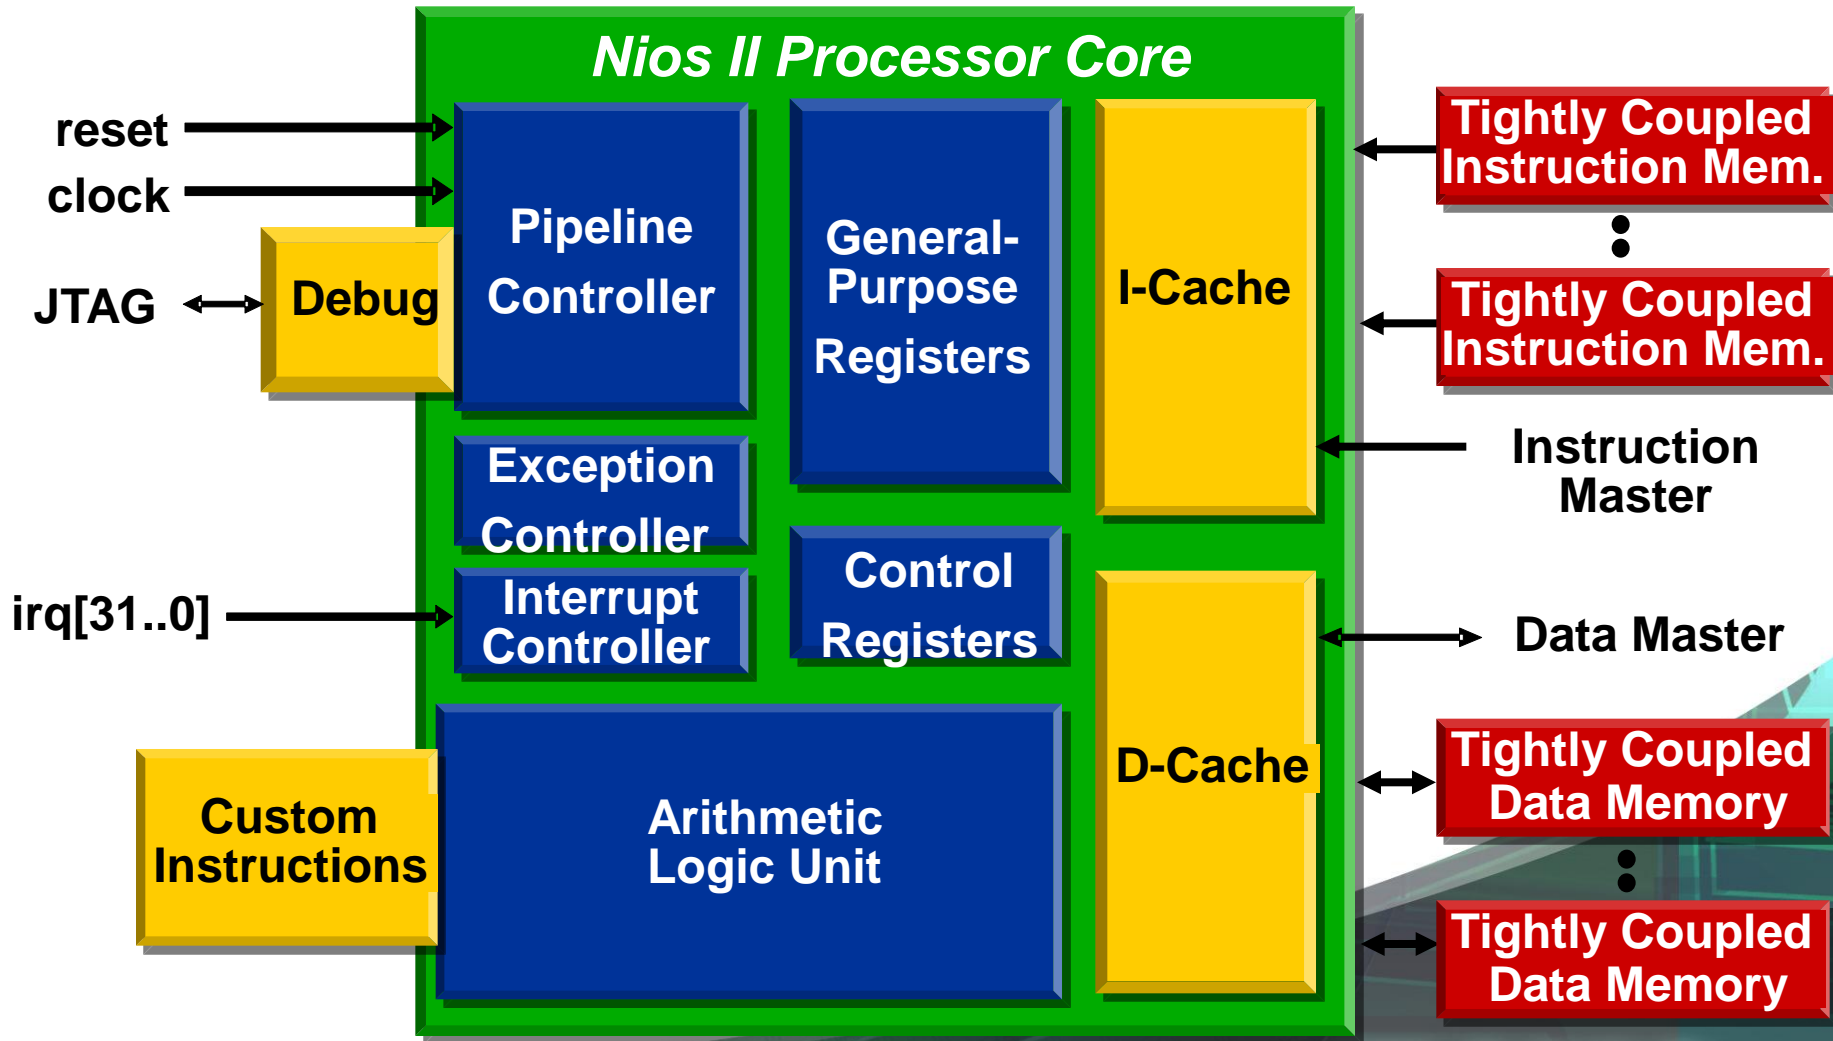 Nios II Processor Core
reset
clock
JTAG
Debug
irq[31..0]
Custom
Instructions
Pipeline
Controller
Exception
Controller
Interrupt
Controller
General-
Purpose
Registers
Control
Registers
Arithmetic
Logic Unit
I-Cache
D-Cache
Tightly Coupled
Instruction Mem.
Tightly Coupled
Instruction Mem.
Instruction
Master
Data Master
Tightly Coupled
Data Memory
Tightly Coupled
Data Memory